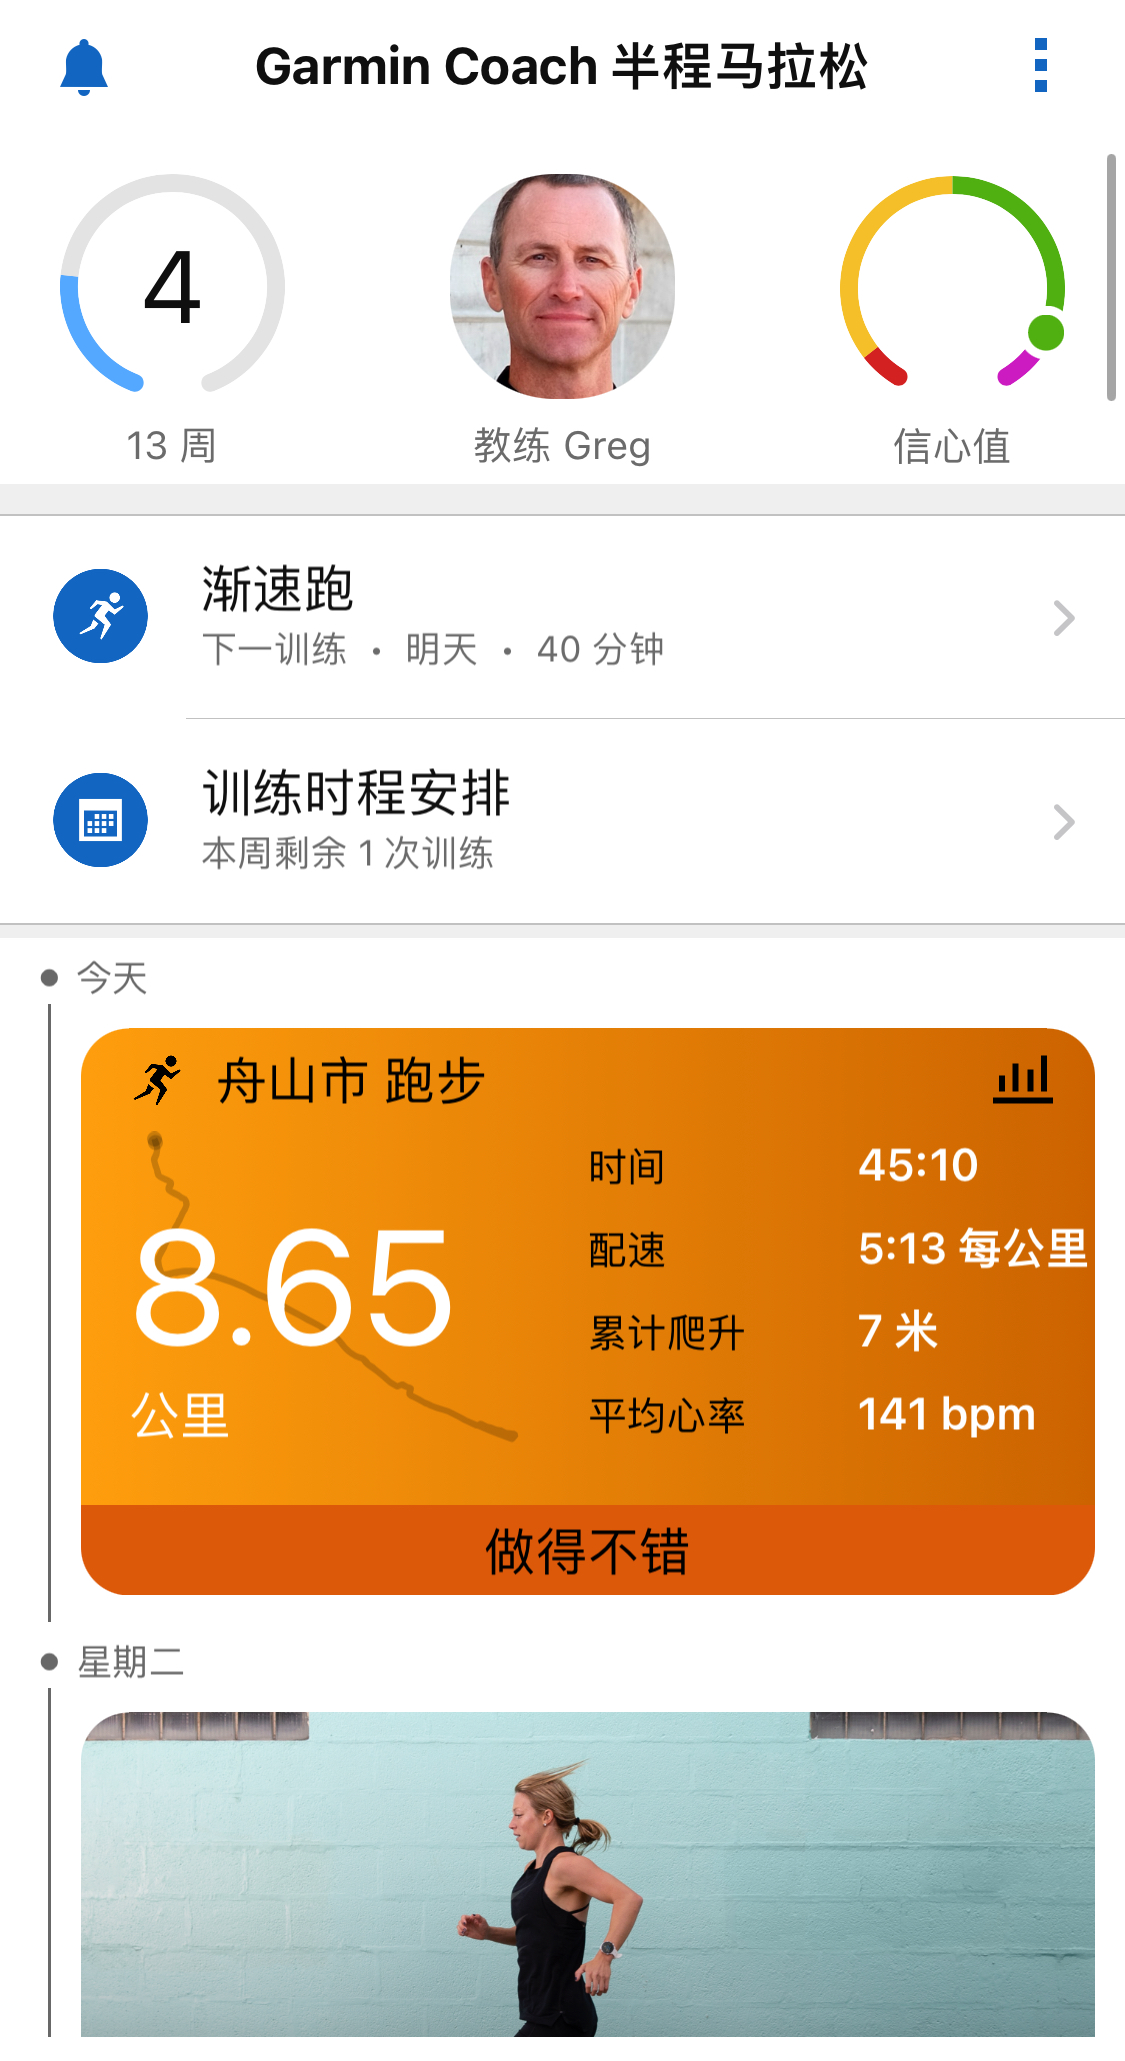 Garmin Coach 半程马拉松
4
13 周
教练 Greg
信心值
渐速跑
下一训练 • 明天 • 40 分钟
训练时程安排
本周剩余 1 次训练
今天
舟山市 跑步
8.65
公里
时间 45:10
配速 5:13 每公里
累计爬升 7 米
平均心率 141 bpm
做得不错
星期二